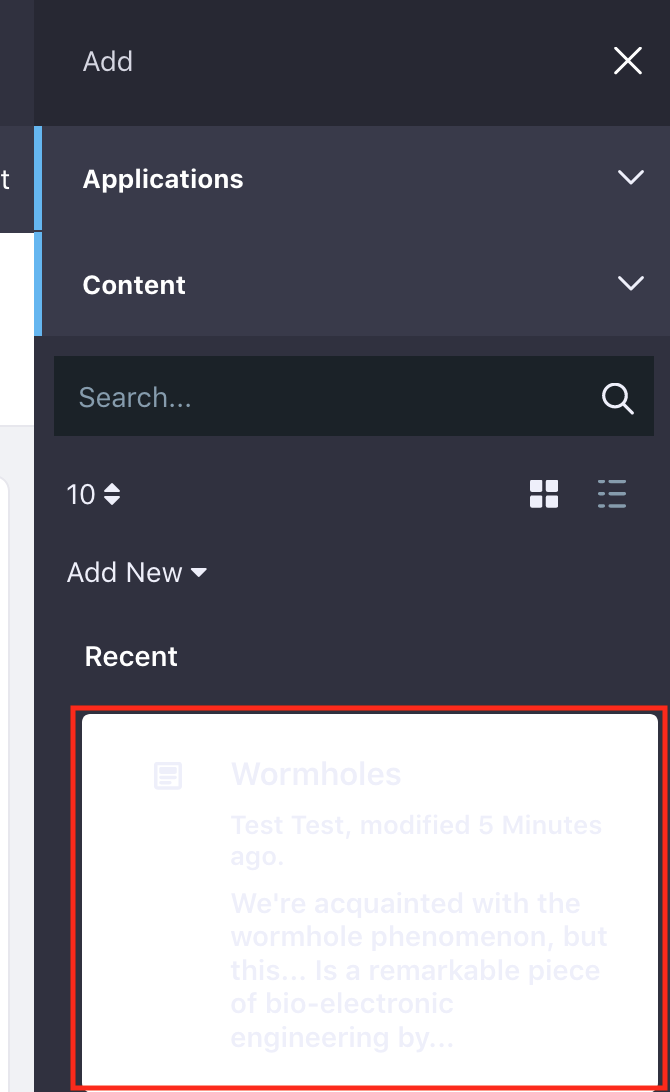 Add
t
Applications
Content
Search...
10
Add New
Recent
Wormholes
Test Test, modified 5 Minutes
ago.
We're acquainted with the
wormhole phenomenon, but
this... Is a remarkable piece
of bio-electronic
engineering by...